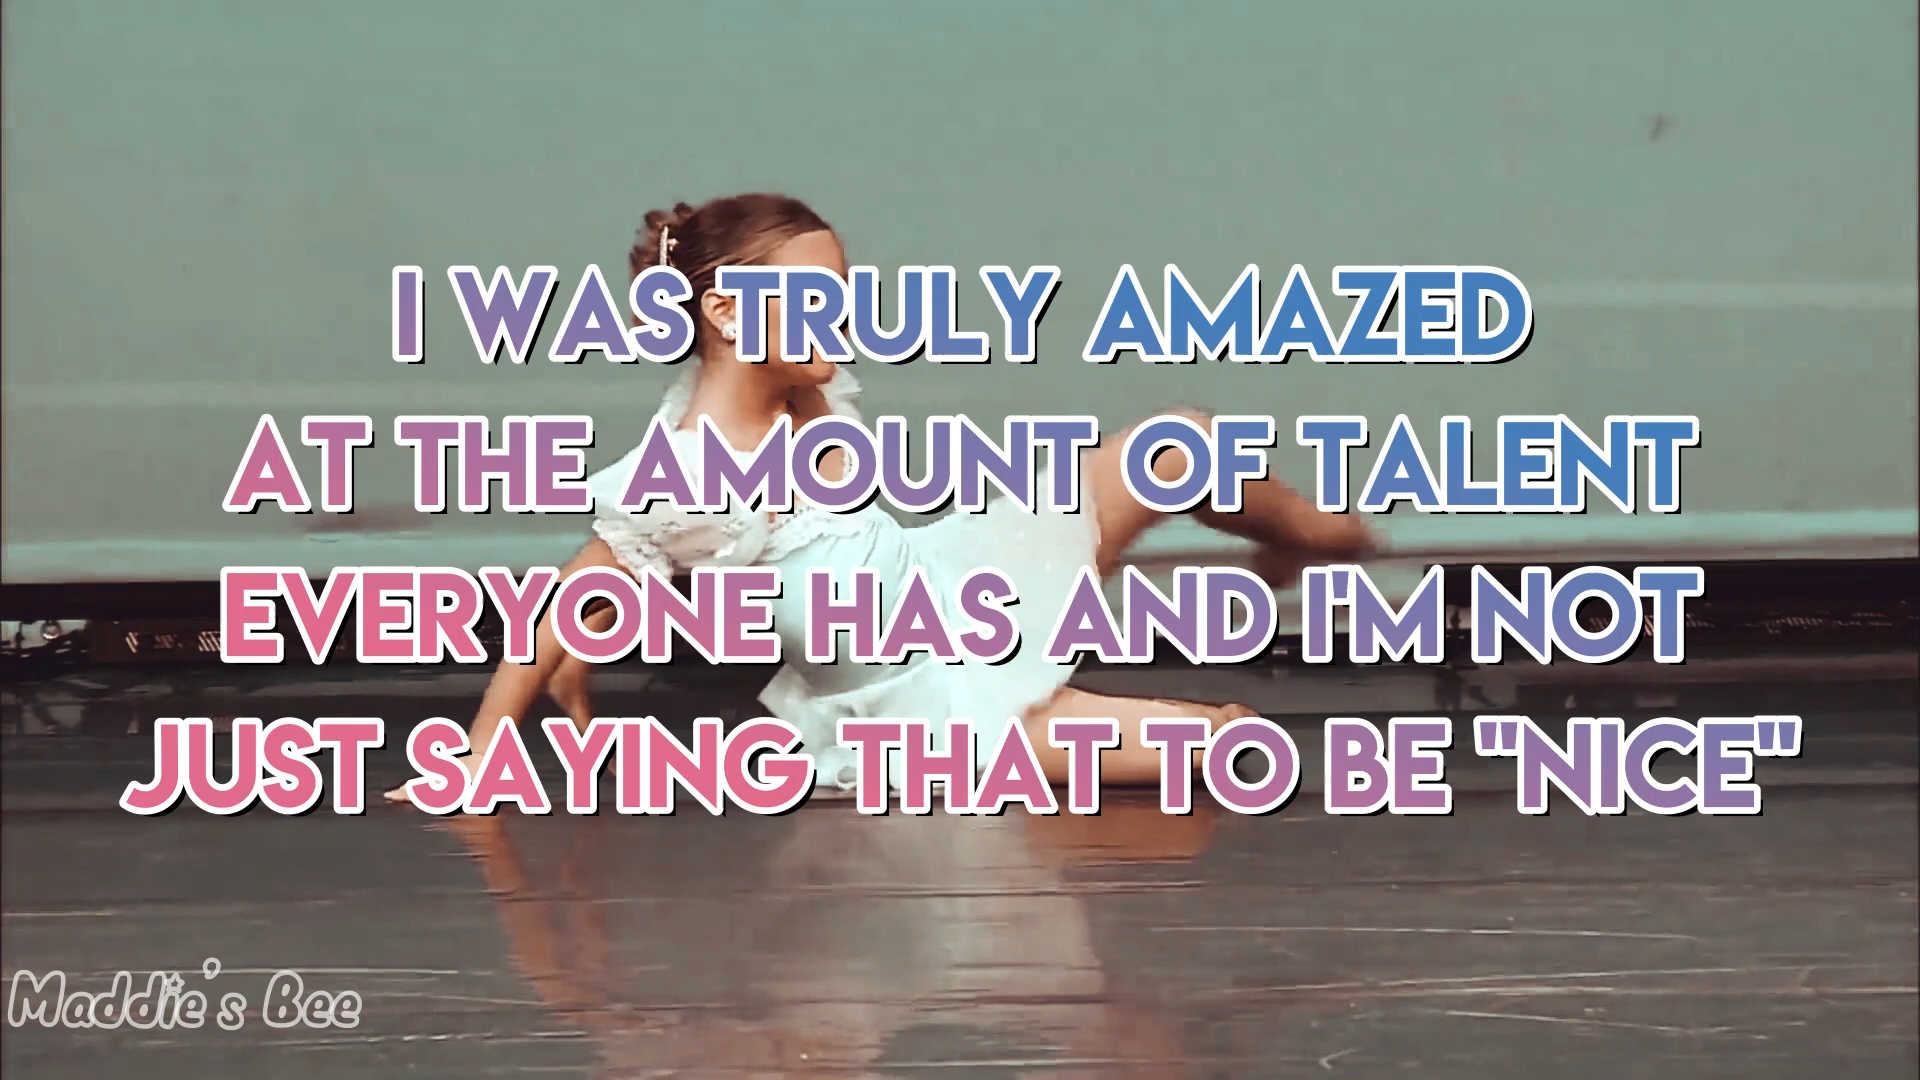 I WAS TRULY AMAZED
AT THE AMOUNT OF TALENT
EVERYONE HAS AND I'M NOT
JUST SAYING THAT TO BE "NICE"
Maddie's Bee